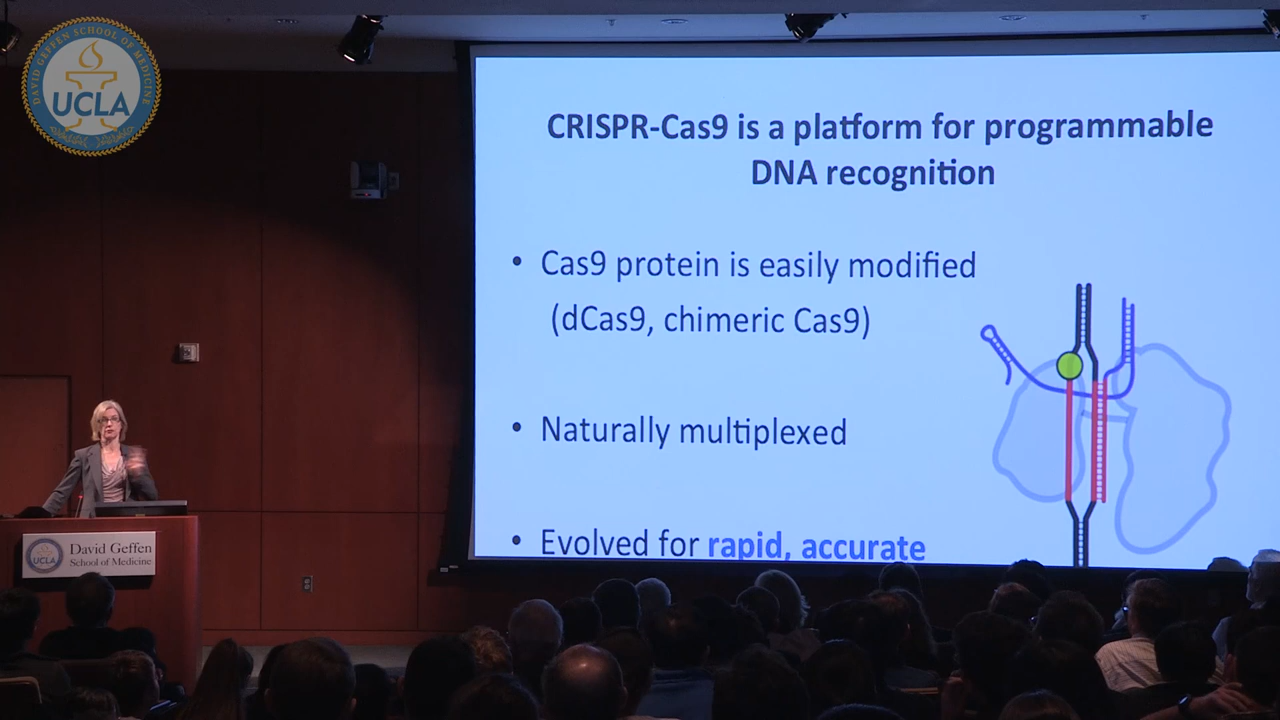 DAVID GEFFEN SCHOOL OF MEDICINE
UCLA
CRISPR-Cas9 is a platform for programmable
DNA recognition
• Cas9 protein is easily modified
(dCas9, chimeric Cas9)
• Naturally multiplexed
• Evolved for rapid, accurate
UCLA
David Geffen
School of Medicine